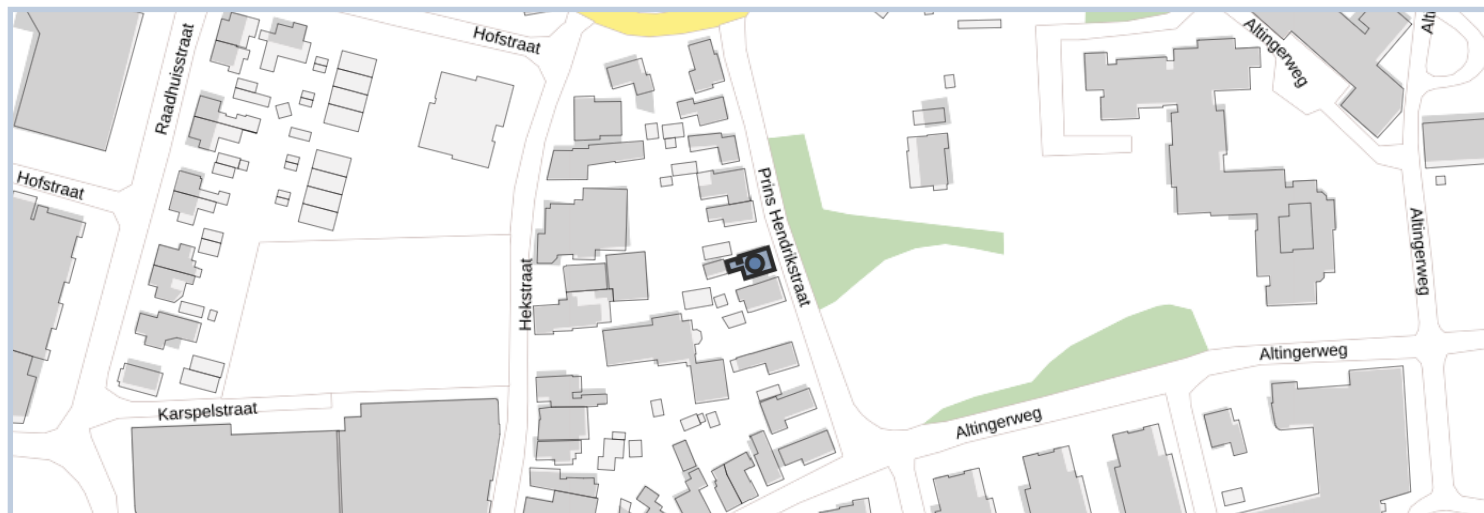 Hofstraat
Altingerweg
Raadhuisstraat
Hofstraat
Prins Hendrikstraat
Altingerweg
Hekstraat
Altingerweg
Karspelstraat
Altingerweg